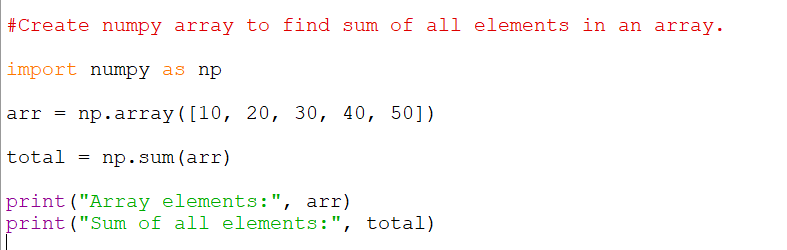 #Create numpy array to find sum of all elements in an array.
import numpy as np
arr = np.array([10, 20, 30, 40, 50])
total = np.sum(arr)
print("Array elements:", arr)
print("Sum of all elements:", total)